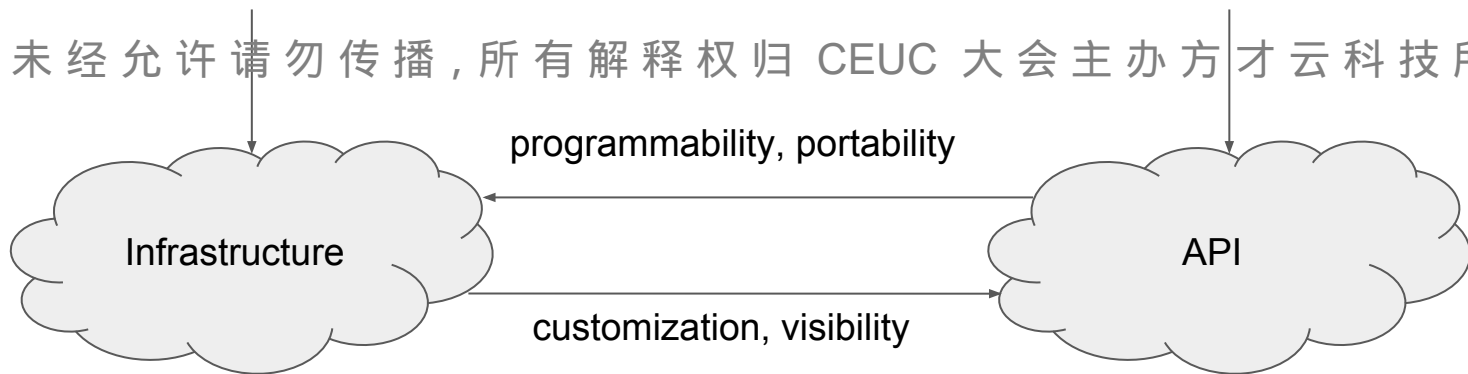 未经允许请勿传播,所有解释权归 CEUC 大会主办方才云科技
programmability, portability
Infrastructure
API
customization, visibility